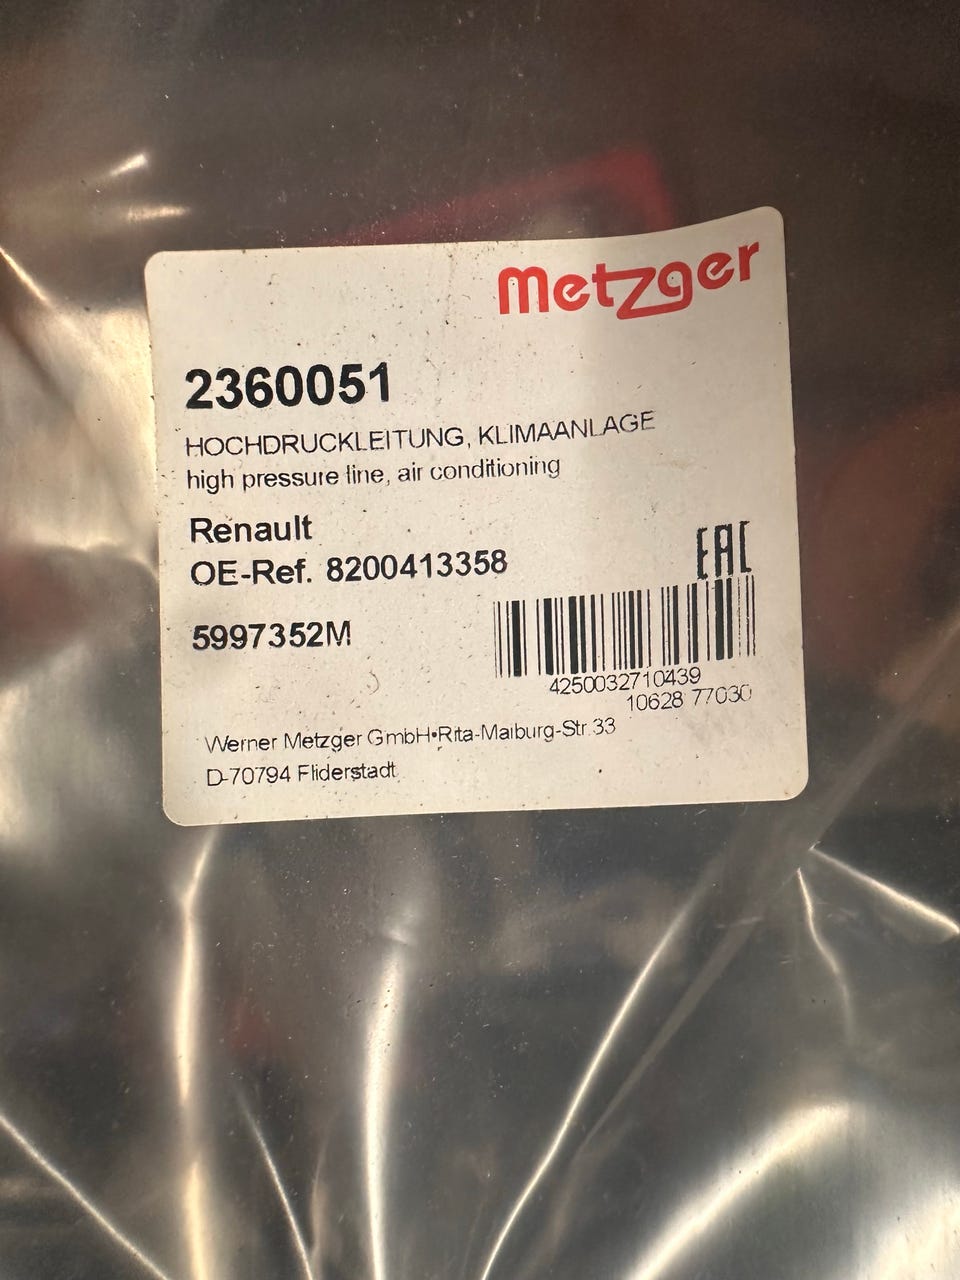 Metzger
2360051
HOCHDRUCKLEITUNG, KLIMAANLAGE
high pressure line, air conditioning
Renault
OE-Ref. 8200413358
EAC
5997352M
4250032710439
10628 77030
Werner Metzger GmbH•Rita-Maiburg-Str.33
D-70794 Fliderstadt